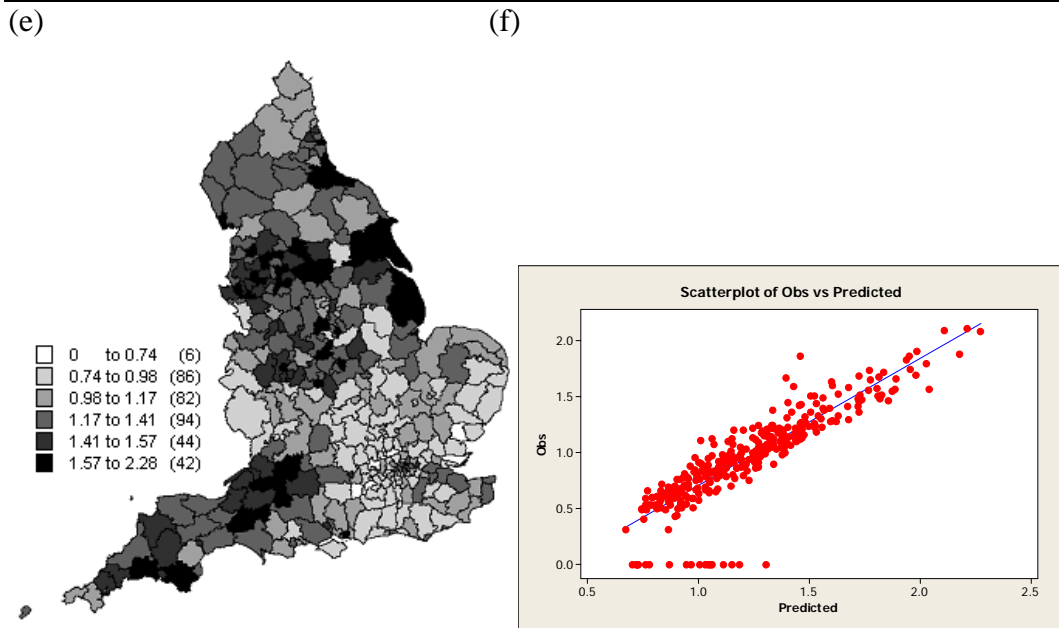 (e) (f)
0 to 0.74 (6)
0.74 to 0.98 (86)
0.98 to 1.17 (82)
1.17 to 1.41 (94)
1.41 to 1.57 (44)
1.57 to 2.28 (42)
Scatterplot of Obs vs Predicted
Obs
2.0
1.5
1.0
0.5
0.0
0.5 1.0 1.5 2.0 2.5
Predicted